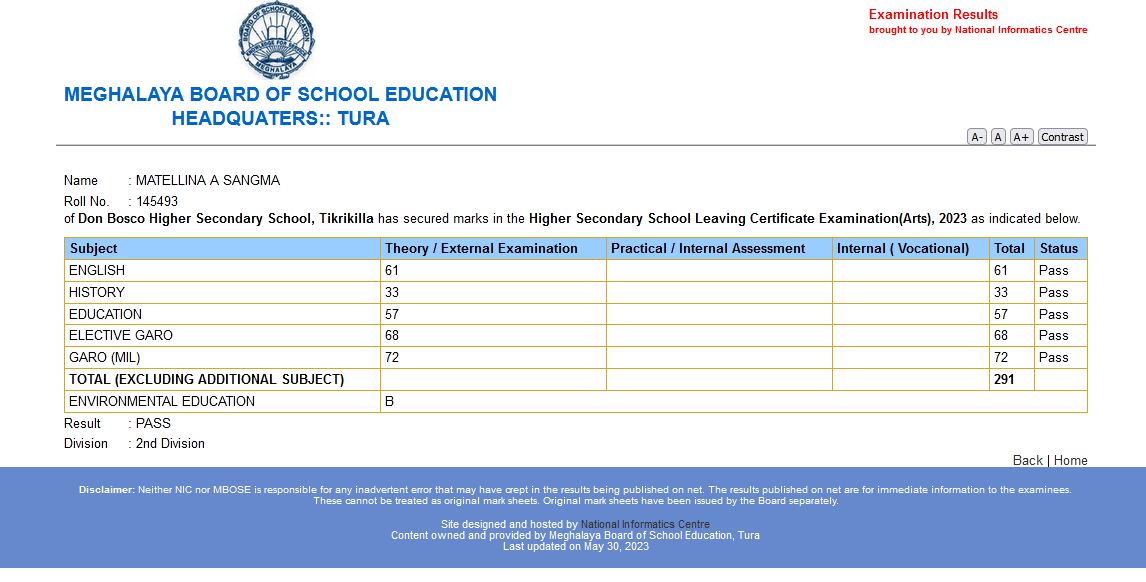 BOARD OF SCHOOL EDUCATION
KNOWLEDGE FOR SERVICE
MEGHALAYA
Examination Results
brought to you by National Informatics Centre
MEGHALAYA BOARD OF SCHOOL EDUCATION
HEADQUATERS:: TURA
A- A A+ Contrast
Name : MATELLINA A SANGMA
Roll No. : 145493
of Don Bosco Higher Secondary School, Tikrikilla has secured marks in the Higher Secondary School Leaving Certificate Examination(Arts), 2023 as indicated below.
Subject Theory / External Examination Practical / Internal Assessment Internal ( Vocational) Total Status
ENGLISH 61 61 Pass
HISTORY 33 33 Pass
EDUCATION 57 57 Pass
ELECTIVE GARO 68 68 Pass
GARO (MIL) 72 72 Pass
TOTAL (EXCLUDING ADDITIONAL SUBJECT) 291
ENVIRONMENTAL EDUCATION B
Result : PASS
Division : 2nd Division
Back | Home
Disclaimer: Neither NIC nor MBOSE is responsible for any inadvertent error that may have crept in the results being published on net. The results published on net are for immediate information to the examinees.
These cannot be treated as original mark sheets. Original mark sheets have been issued by the Board separately.
Site designed and hosted by National Informatics Centre
Content owned and provided by Meghalaya Board of School Education, Tura
Last updated on May 30, 2023